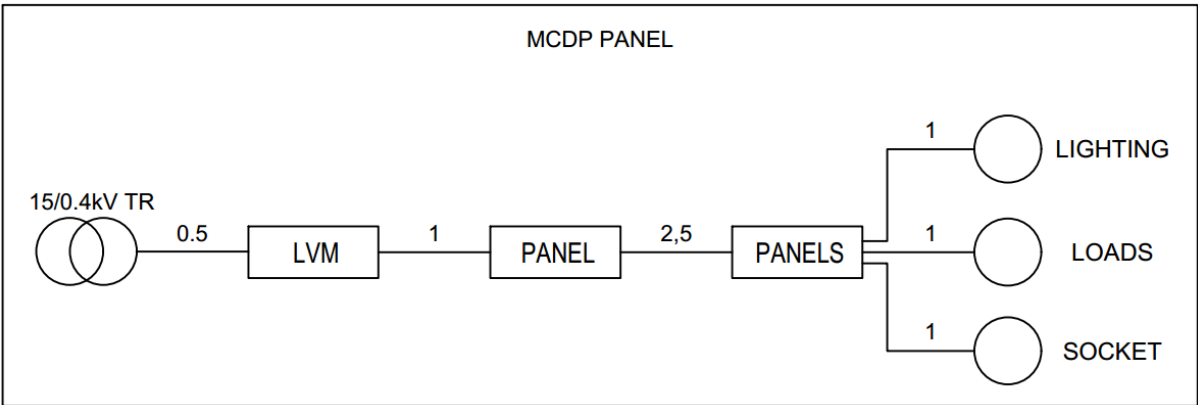 MCDP PANEL
15/0.4kV TR
0.5
LVM
1
PANEL
2,5
PANELS
1
LIGHTING
1
LOADS
1
SOCKET